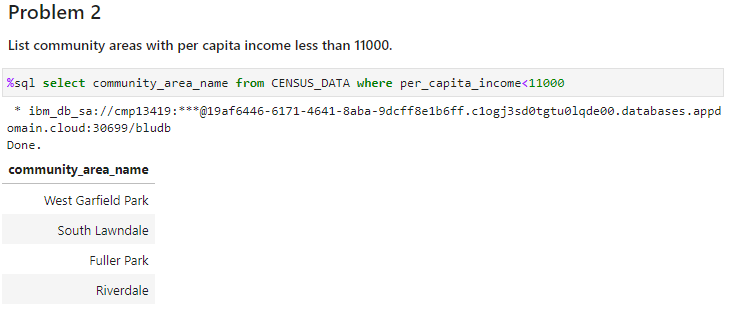 Problem 2
List community areas with per capita income less than 11000.
%sql select community_area_name from CENSUS_DATA where per_capita_income<11000
* ibm_db_sa://cmp13419:***@19af6446-6171-4641-8aba-9dcff8e1b6ff.c1ogj3sd0tgtu0lqde00.databases.appd
omain.cloud:30699/bludb
Done.
community_area_name
West Garfield Park
South Lawndale
Fuller Park
Riverdale